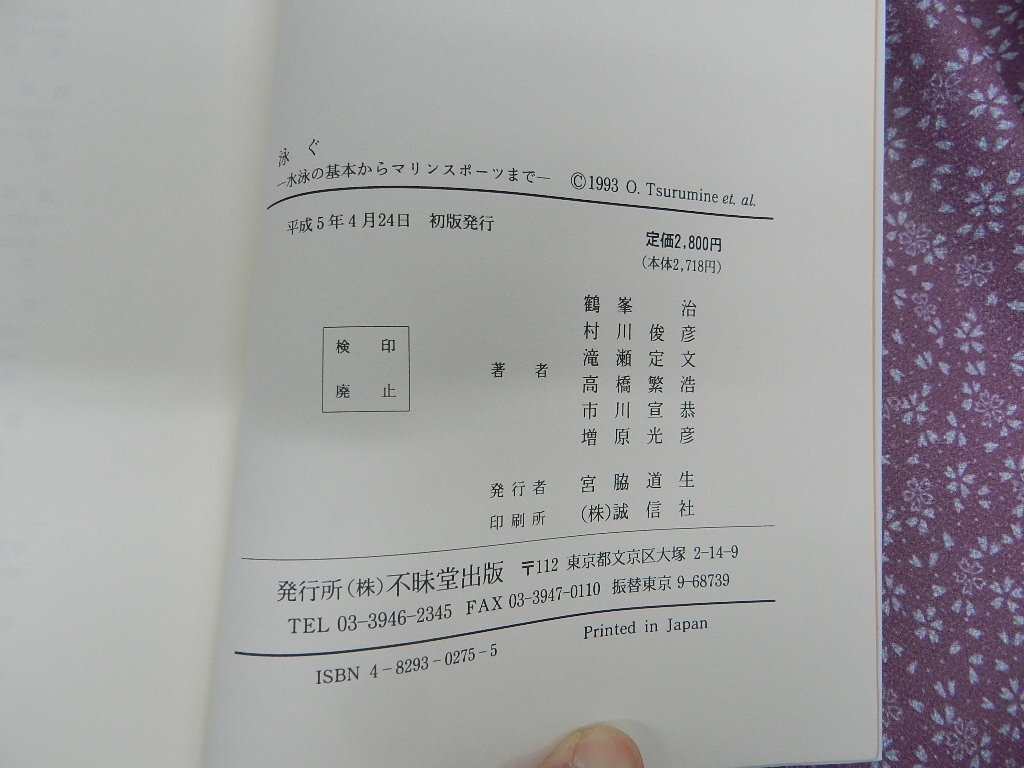 泳ぐ
―水泳の基本からマリンスポーツまで― ©1993 O. Tsurumine et. al.
平成5年4月24日 初版発行
定価2,800円
(本体2,718円)
検印
廃止
著者
鶴峯 治
村川俊彦
滝瀬定文
高橋繁浩
市川宣恭
増原光彦
発行者 宮脇道生
印刷所 (株)誠信社
発行所(株)不昧堂出版 〒112 東京都文京区大塚 2-14-9
TEL 03-3946-2345 FAX 03-3947-0110 振替東京 9-68739
ISBN 4-8293-0275-5 Printed in Japan